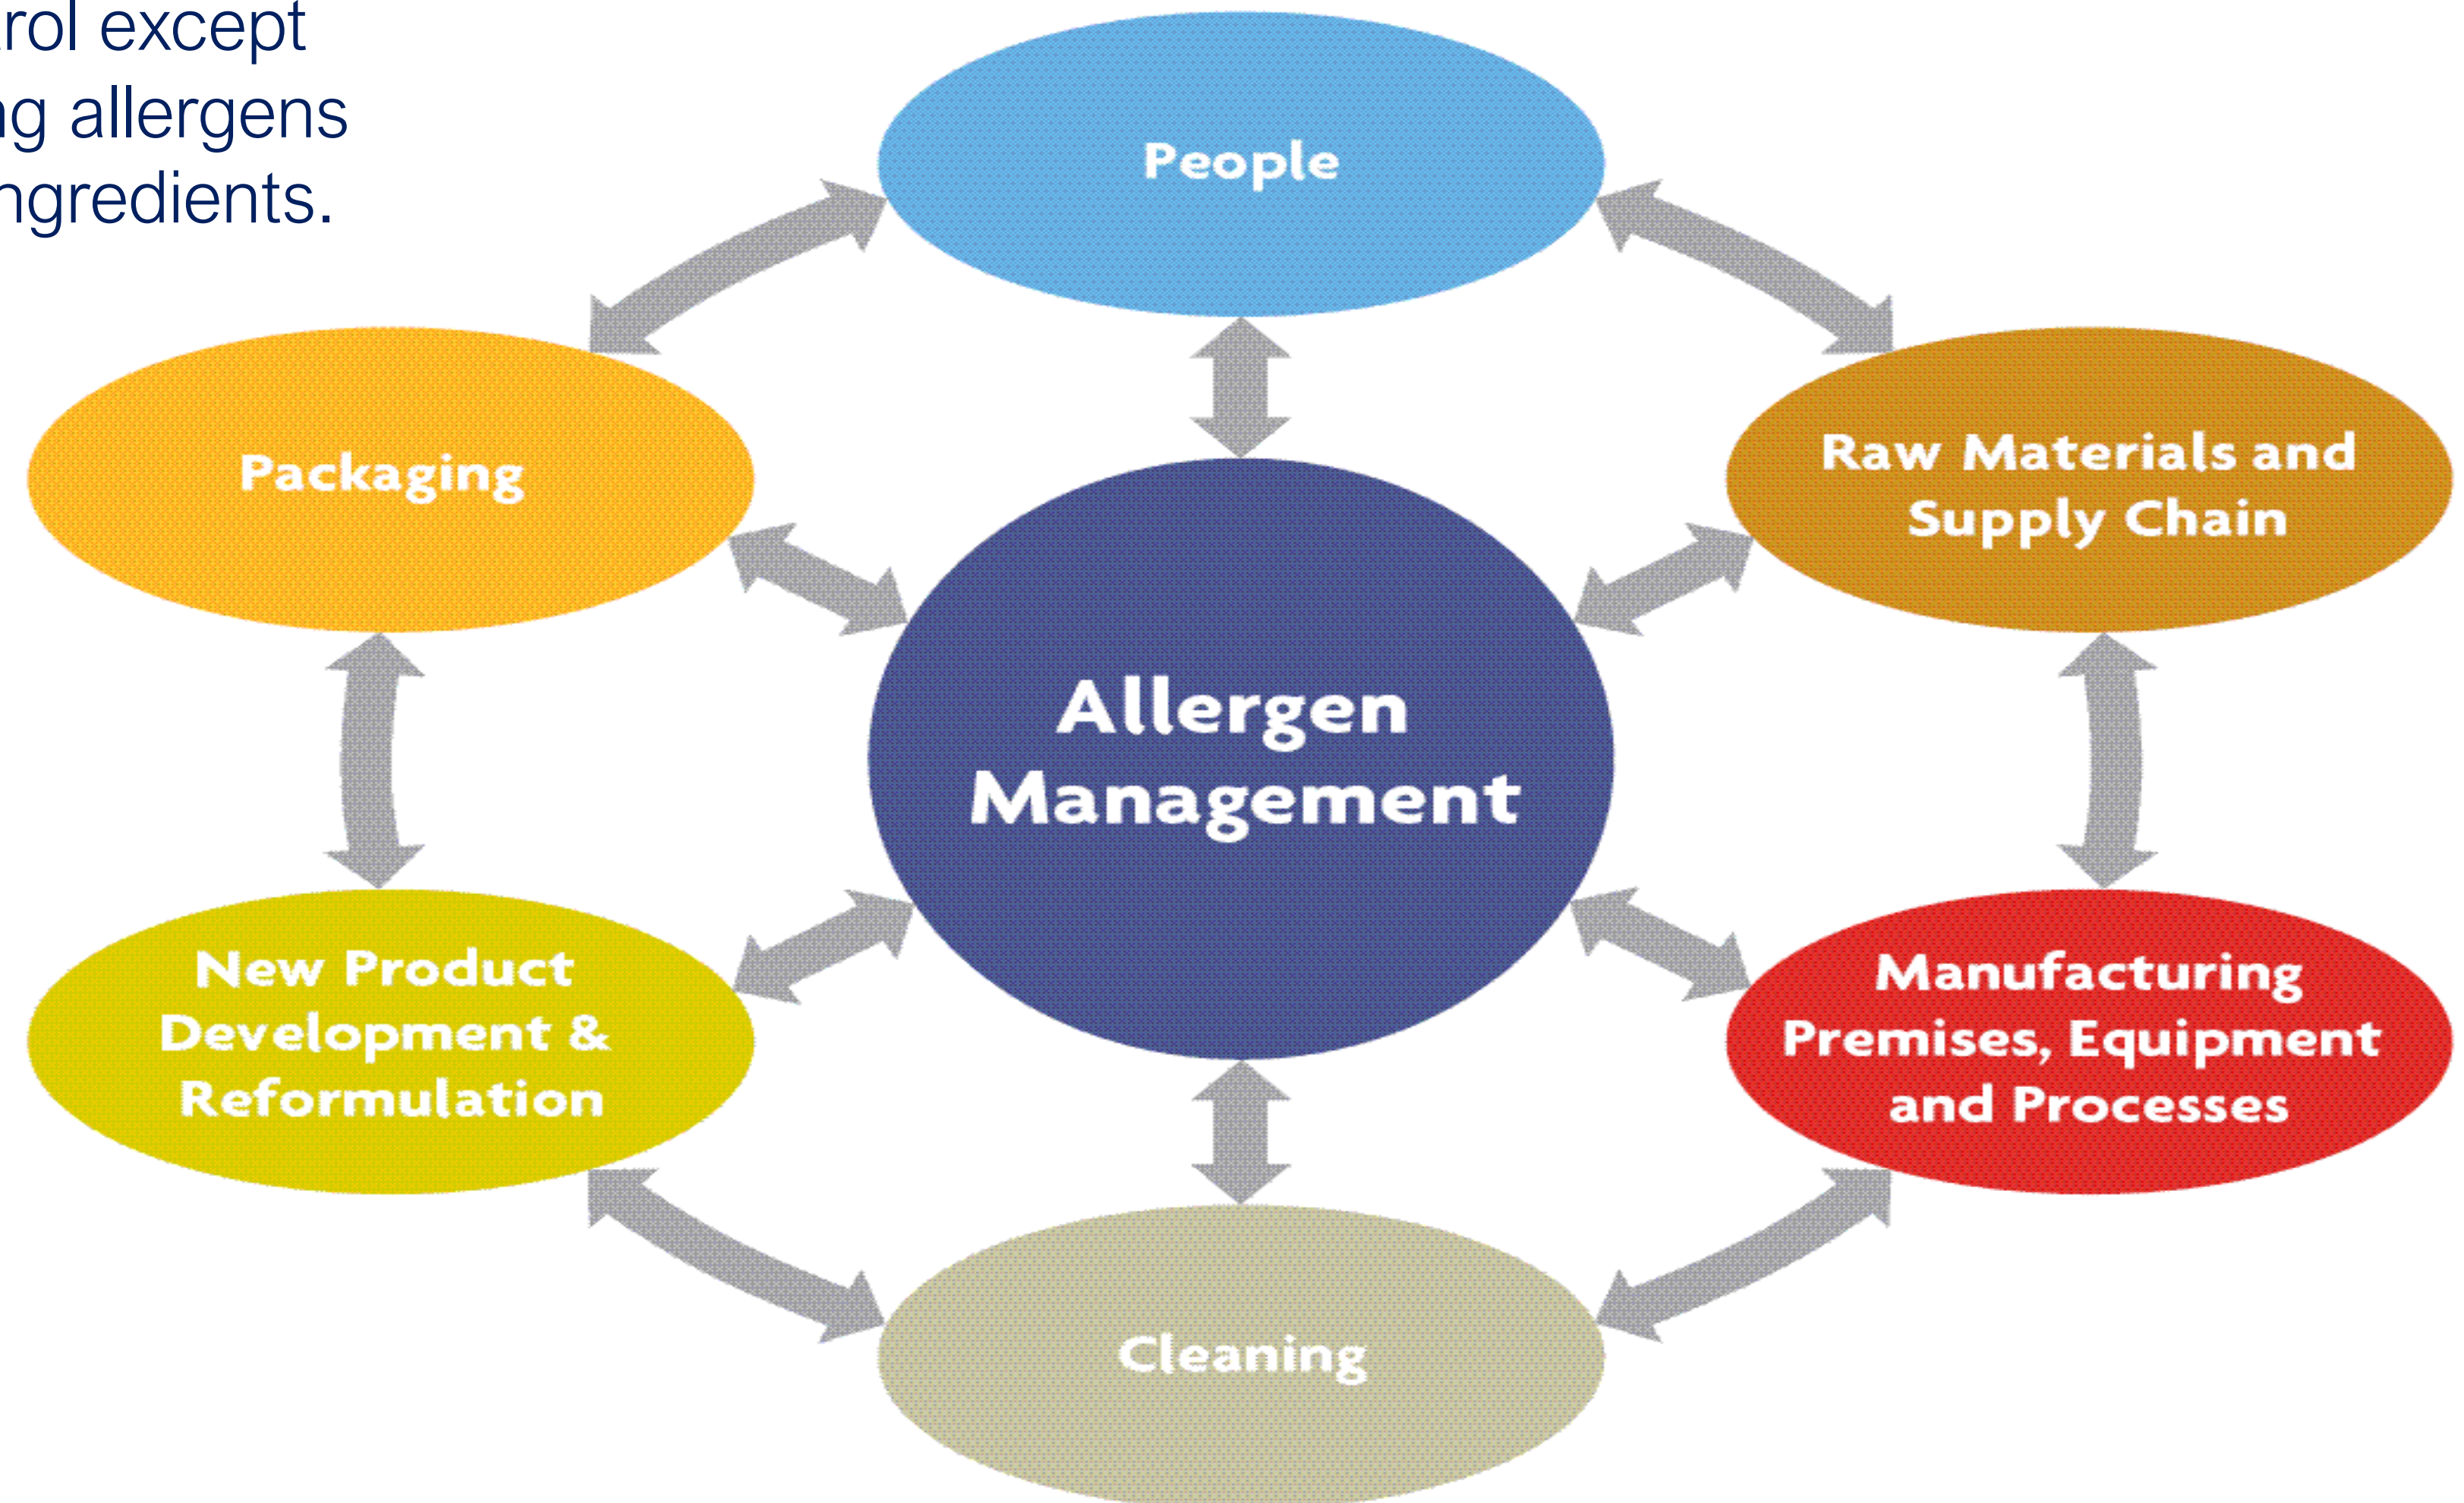 rol except
ng allergens
ngredients.
People
Packaging
Raw Materials and
Supply Chain
Allergen
Management
New Product
Development &
Reformulation
Manufacturing
Premises, Equipment
and Processes
Cleaning